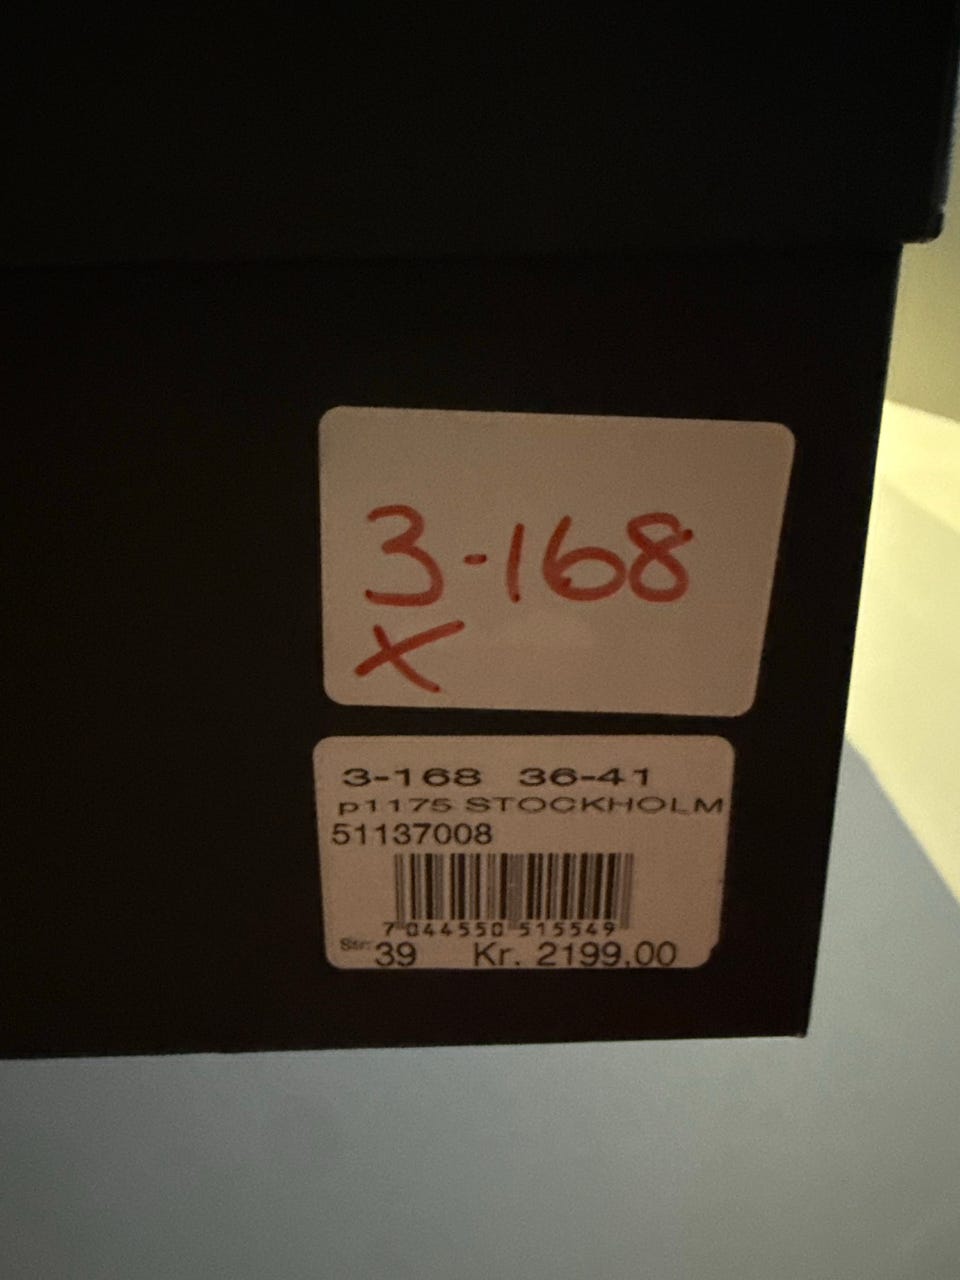 3-168
X
3-168 36-41
p1175 STOCKHOLM
51137008
7 044550 515549
Str: 39 Kr. 2199,00